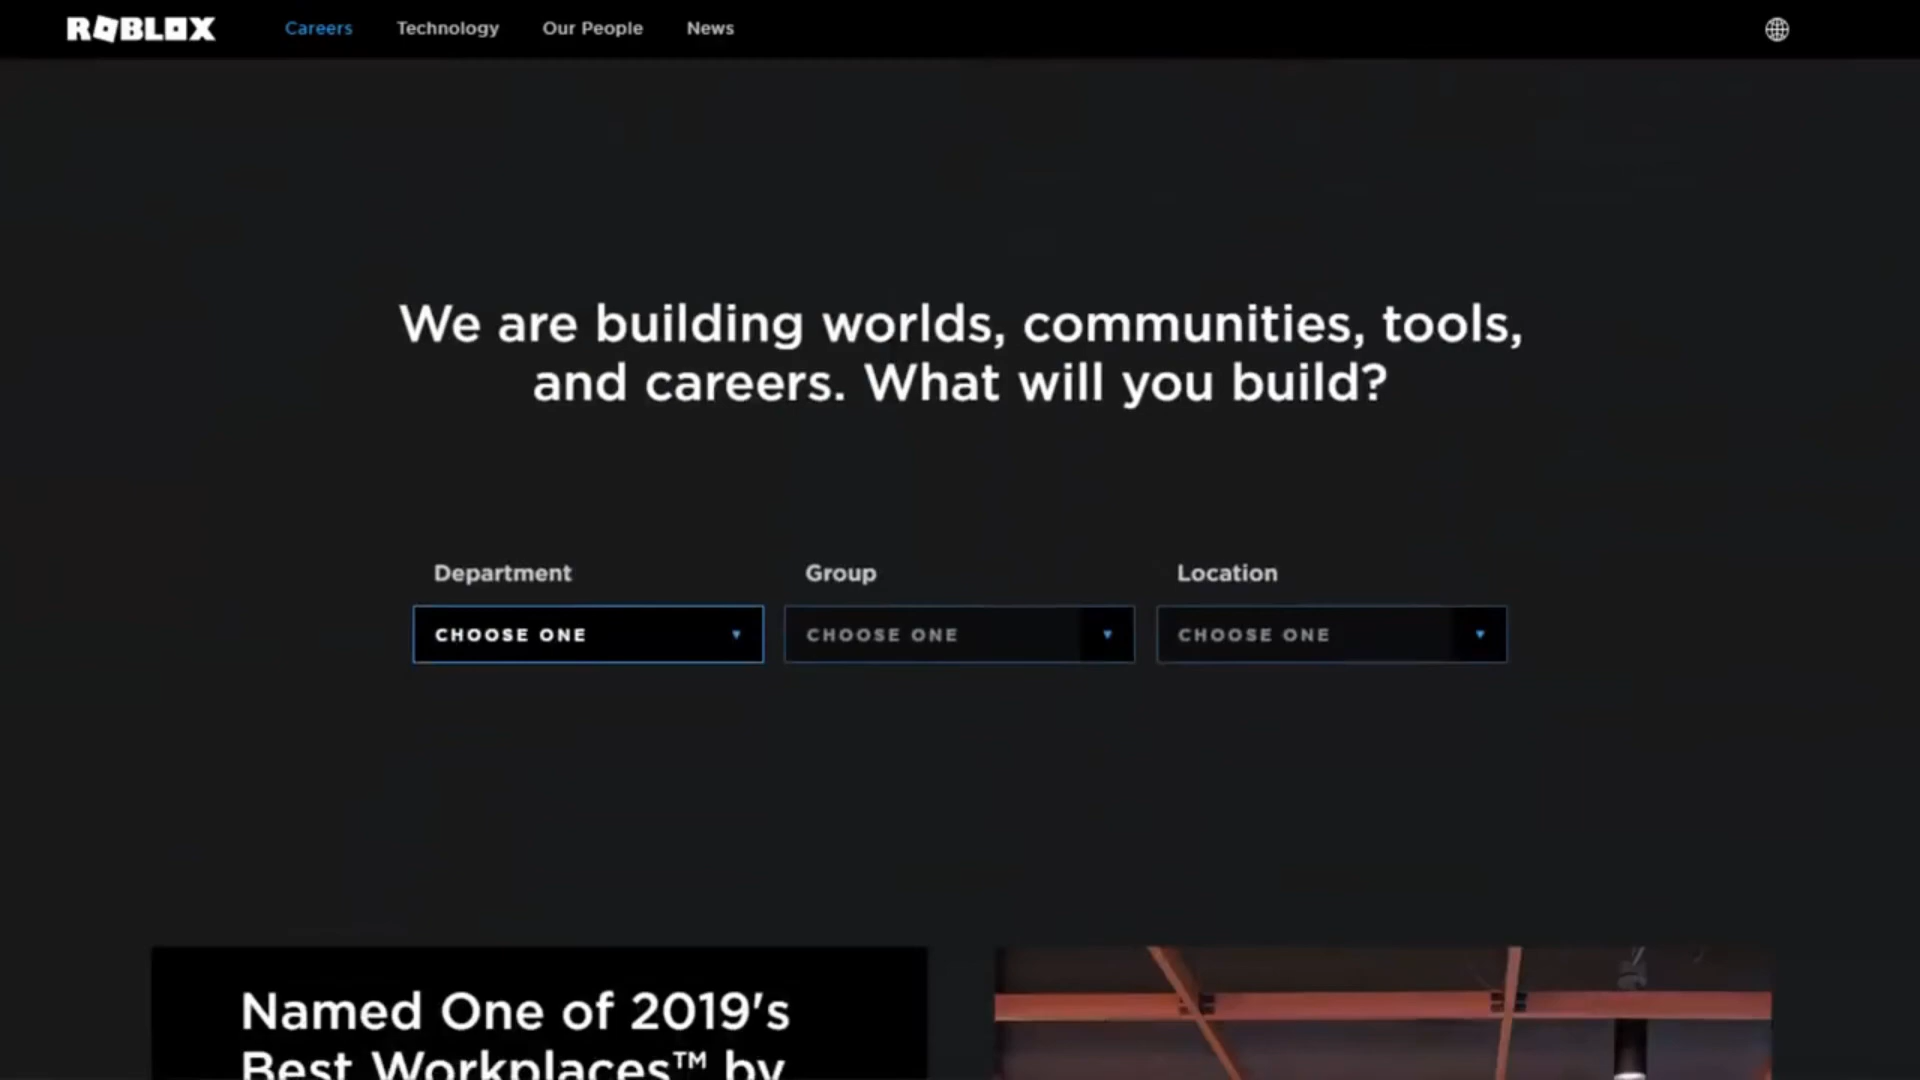 ROBLOX Careers Technology Our People News
We are building worlds, communities, tools,
and careers. What will you build?
Department Group Location
CHOOSE ONE CHOOSE ONE CHOOSE ONE
Named One of 2019's
Best Workplaces™ by